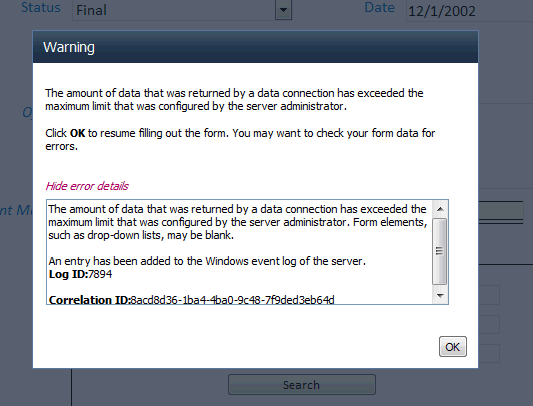 Status Final Date 12/1/2002
Warning
The amount of data that was returned by a data connection has exceeded the
maximum limit that was configured by the server administrator.
Click OK to resume filling out the form. You may want to check your form data for
errors.
Hide error details
The amount of data that was returned by a data connection has exceeded the
maximum limit that was configured by the server administrator. Form elements,
such as drop-down lists, may be blank.
An entry has been added to the Windows event log of the server.
Log ID:7894
Correlation ID:8acd8d36-1ba4-4ba0-9c48-7f9ded3eb64d
OK
Search